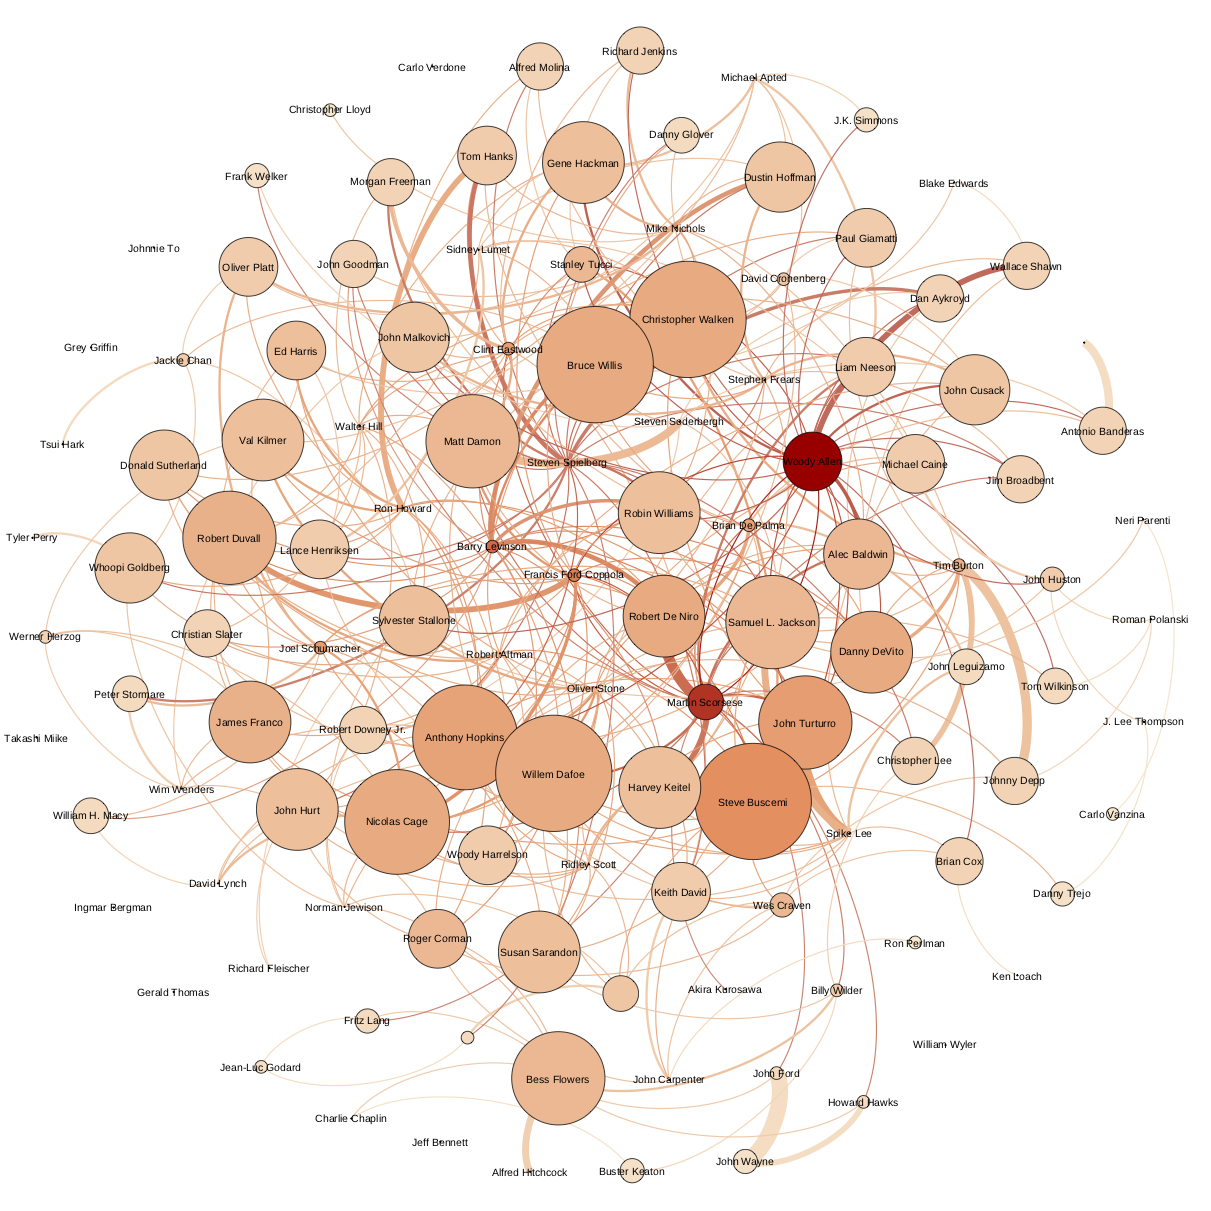 Richard Jenkins
Carlo Verdone
Alfred Molina
Michael Apted
Christopher Lloyd
J.K. Simmons
Danny Glover
Tom Hanks
Gene Hackman
Frank Welker
Morgan Freeman
Dustin Hoffman
Blake Edwards
Mike Nichols
Paul Giamatti
Johnnie To
Sidney Lumet
Oliver Platt
John Goodman
Stanley Tucci
Wallace Shawn
David Cronenberg
Dan Aykroyd
Christopher Walken
John Malkovich
Grey Griffin
Ed Harris
Clint Eastwood
Jackie Chan
Bruce Willis
Liam Neeson
Stephen Frears
John Cusack
Steven Soderbergh
Walter Hill
Antonio Banderas
Val Kilmer
Matt Damon
Tsui Hark
Donald Sutherland
Steven Spielberg
Woody Allen
Michael Caine
Jim Broadbent
Ron Howard
Robin Williams
Neri Parenti
Brian De Palma
Tyler Perry
Robert Duvall
Lance Henriksen
Barry Levinson
Alec Baldwin
Whoopi Goldberg
Tim Burton
Francis Ford Coppola
John Huston
Robert De Niro
Sylvester Stallone
Samuel L. Jackson
Roman Polanski
Christian Slater
Werner Herzog
Joel Schumacher
Robert Altman
Danny DeVito
John Leguizamo
Oliver Stone
Tom Wilkinson
Peter Stormare
Martin Scorsese
James Franco
J. Lee Thompson
John Turturro
Robert Downey Jr.
Takashi Miike
Anthony Hopkins
Christopher Lee
Willem Dafoe
Johnny Depp
Harvey Keitel
Wim Wenders
Steve Buscemi
John Hurt
William H. Macy
Carlo Vanzina
Nicolas Cage
Spike Lee
Woody Harrelson
Brian Cox
Ridley Scott
David Lynch
Keith David
Danny Trejo
Wes Craven
Ingmar Bergman
Norman Jewison
Roger Corman
Ron Perlman
Susan Sarandon
Richard Fleischer
Ken Loach
Akira Kurosawa
Billy Wilder
Gerald Thomas
Fritz Lang
William Wyler
Jean-Luc Godard
John Ford
Bess Flowers
John Carpenter
Howard Hawks
Charlie Chaplin
Jeff Bennett
John Wayne
Alfred Hitchcock
Buster Keaton